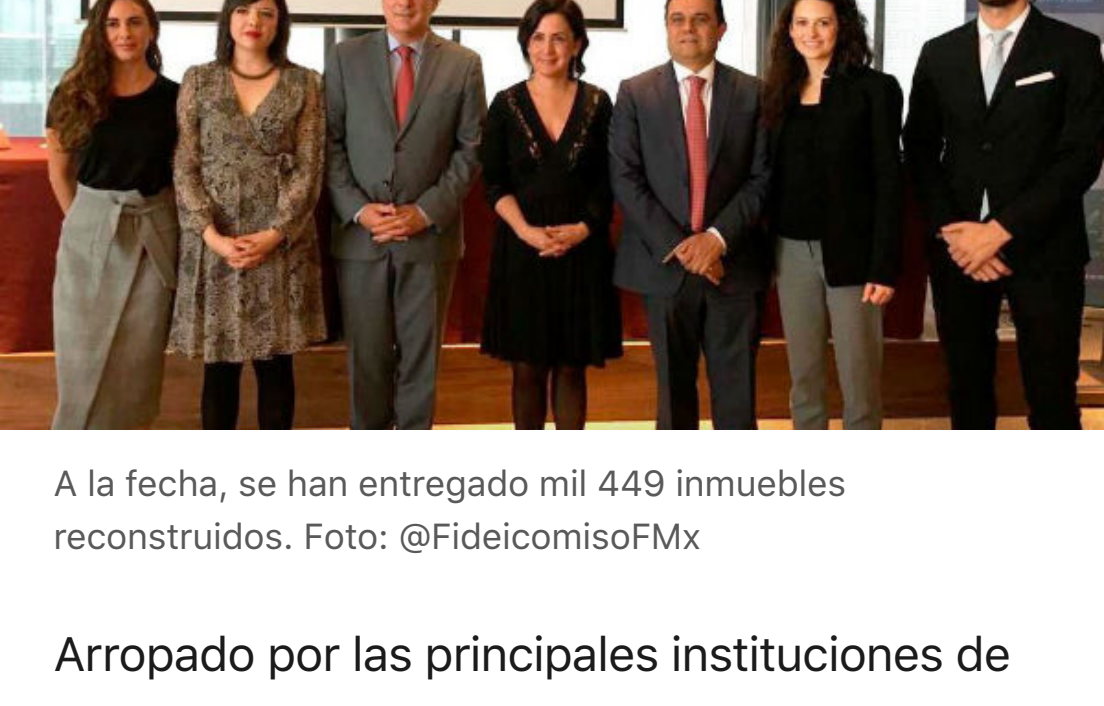 A la fecha, se han entregado mil 449 inmuebles
reconstruidos. Foto: @FideicomisoFMx
Arropado por las principales instituciones de